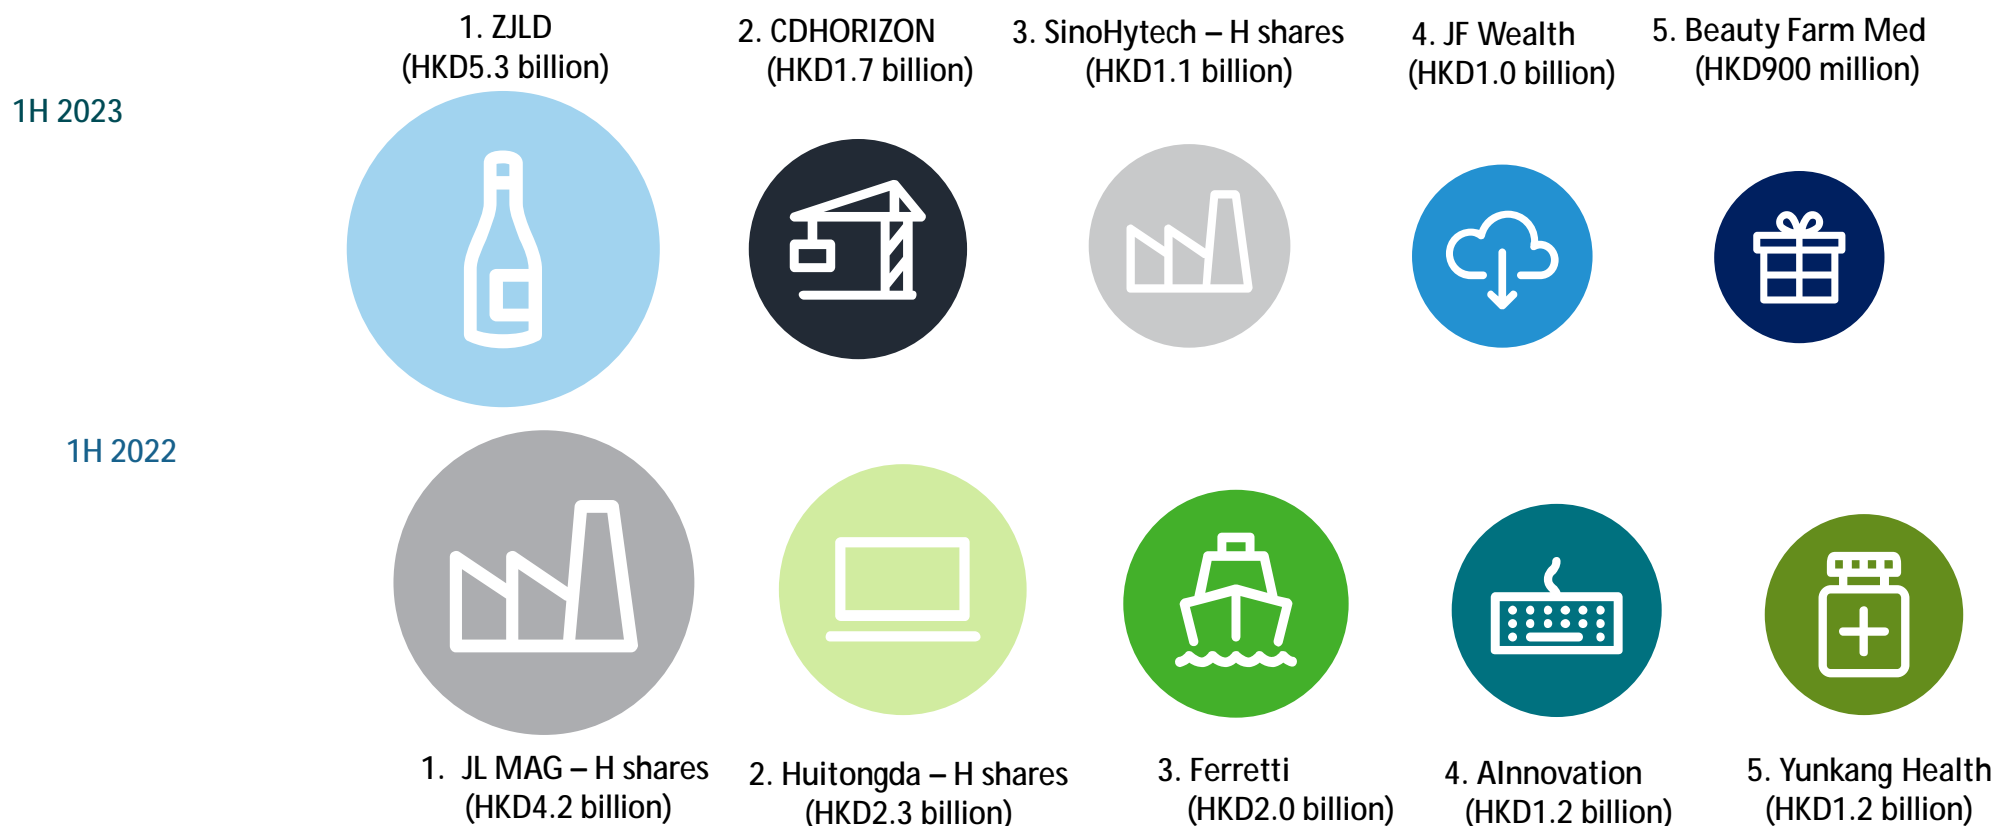 1. ZJLD
(HKD5.3 billion)
2. CDHORIZON
(HKD1.7 billion)
3. SinoHytech – H shares
(HKD1.1 billion)
4. JF Wealth
(HKD1.0 billion)
5. Beauty Farm Med
(HKD900 million)
1H 2023
1H 2022
1. JL MAG – H shares
(HKD4.2 billion)
2. Huitongda – H shares
(HKD2.3 billion)
3. Ferretti
(HKD2.0 billion)
4. AInnovation
(HKD1.2 billion)
5. Yunkang Health
(HKD1.2 billion)